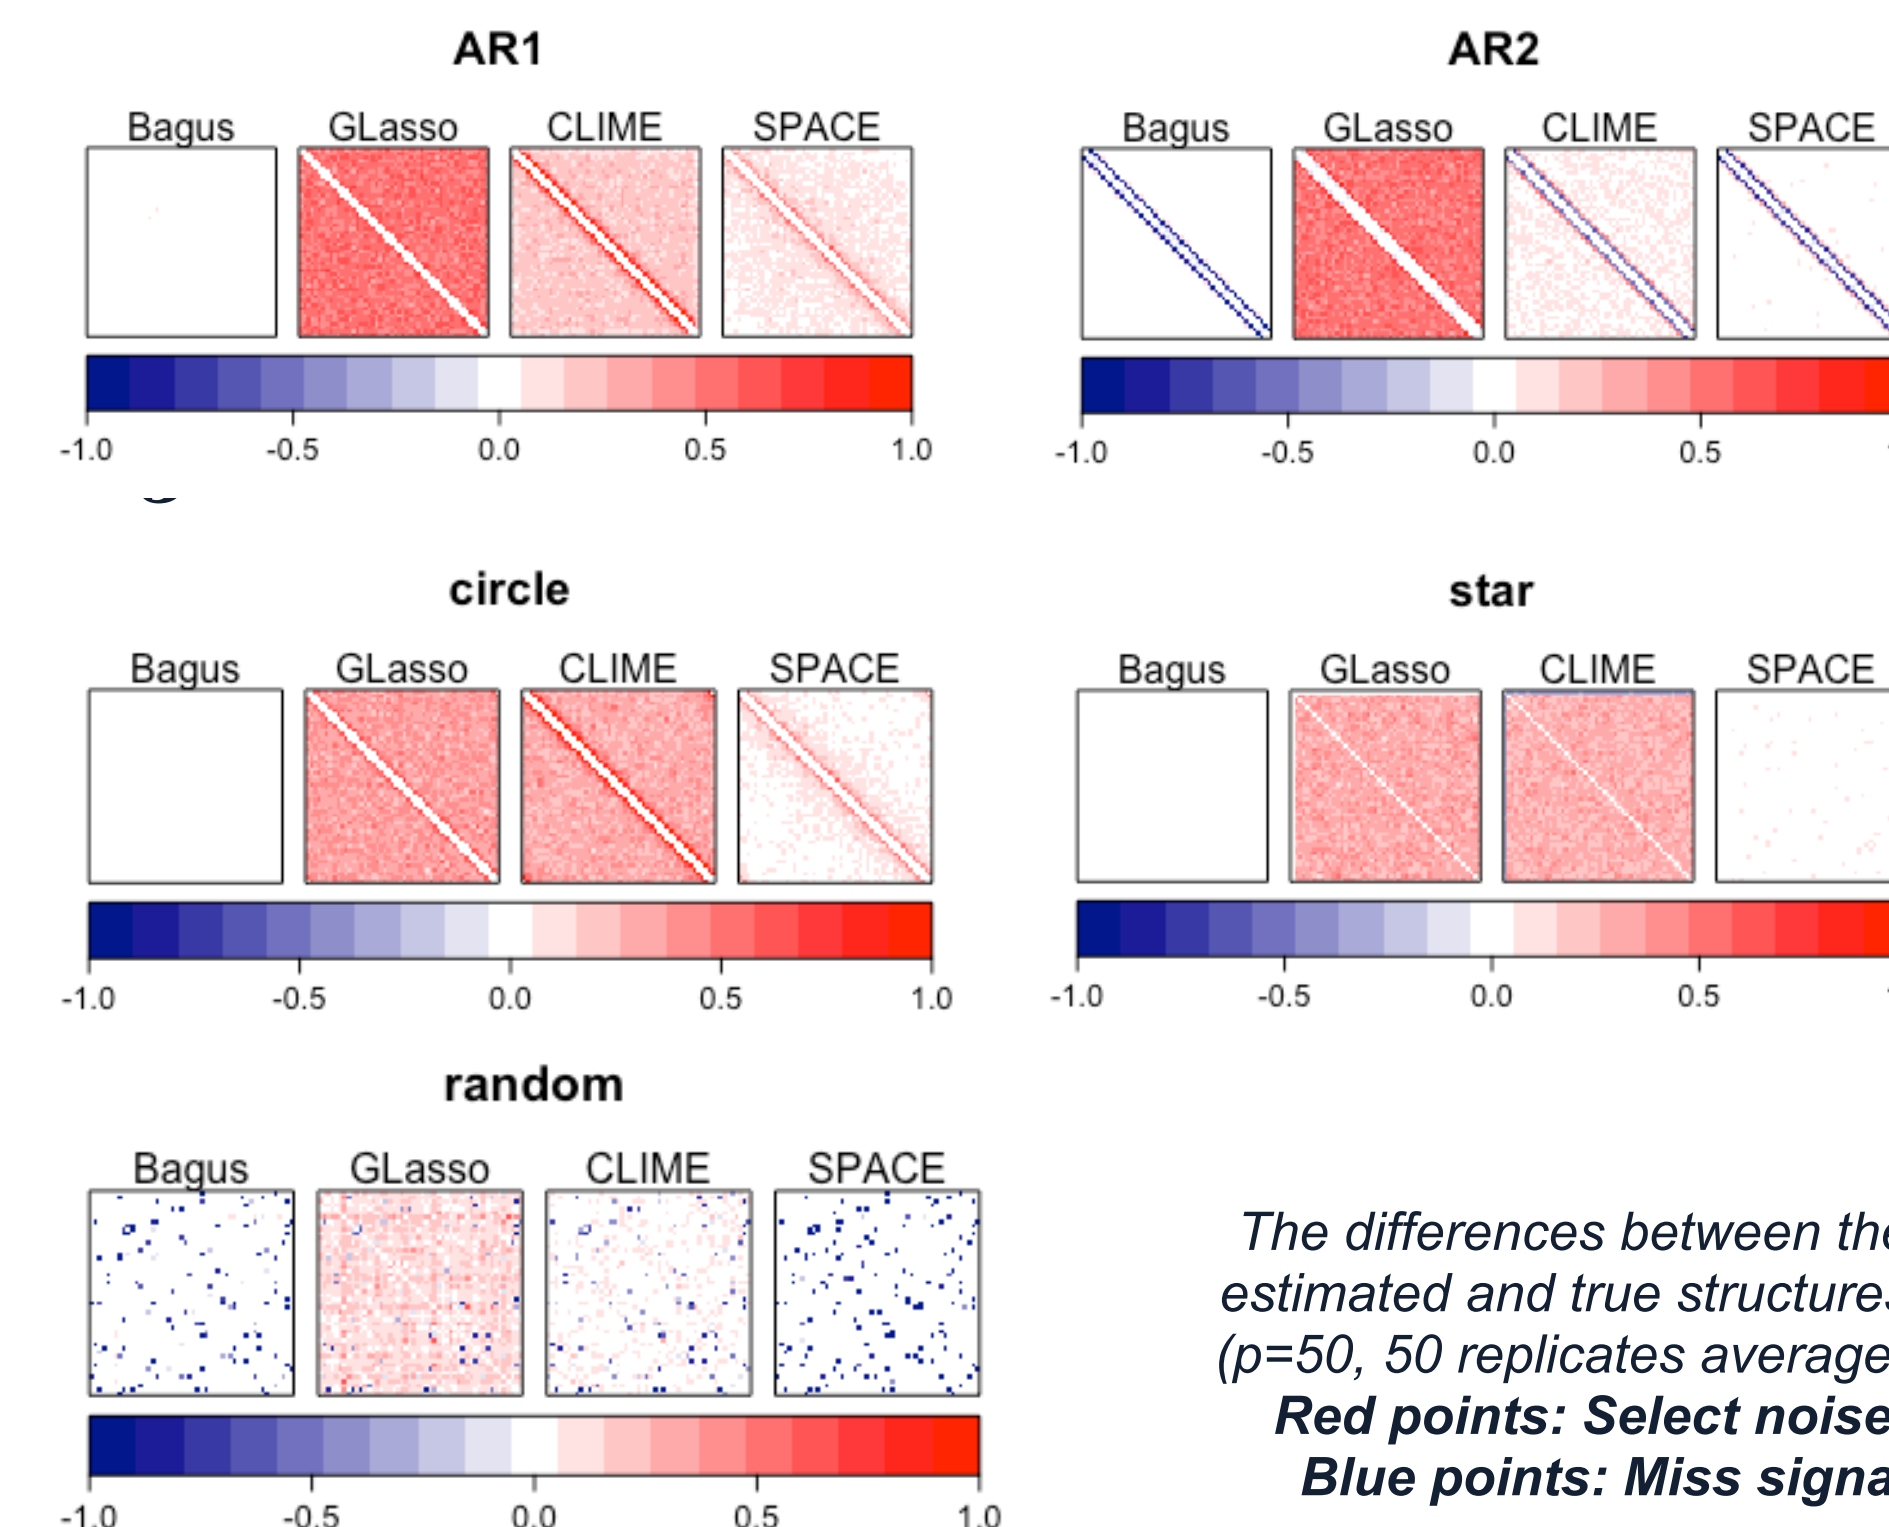 AR1
Bagus GLasso CLIME SPACE
-1.0 -0.5 0.0 0.5 1.0
AR2
Bagus GLasso CLIME SPACE
-1.0 -0.5 0.0 0.5
circle
Bagus GLasso CLIME SPACE
-1.0 -0.5 0.0 0.5 1.0
star
Bagus GLasso CLIME SPACE
-1.0 -0.5 0.0 0.5
random
Bagus GLasso CLIME SPACE
-1.0 -0.5 0.0 0.5 1.0
The differences between the
estimated and true structures
(p=50, 50 replicates average
Red points: Select noise
Blue points: Miss signa